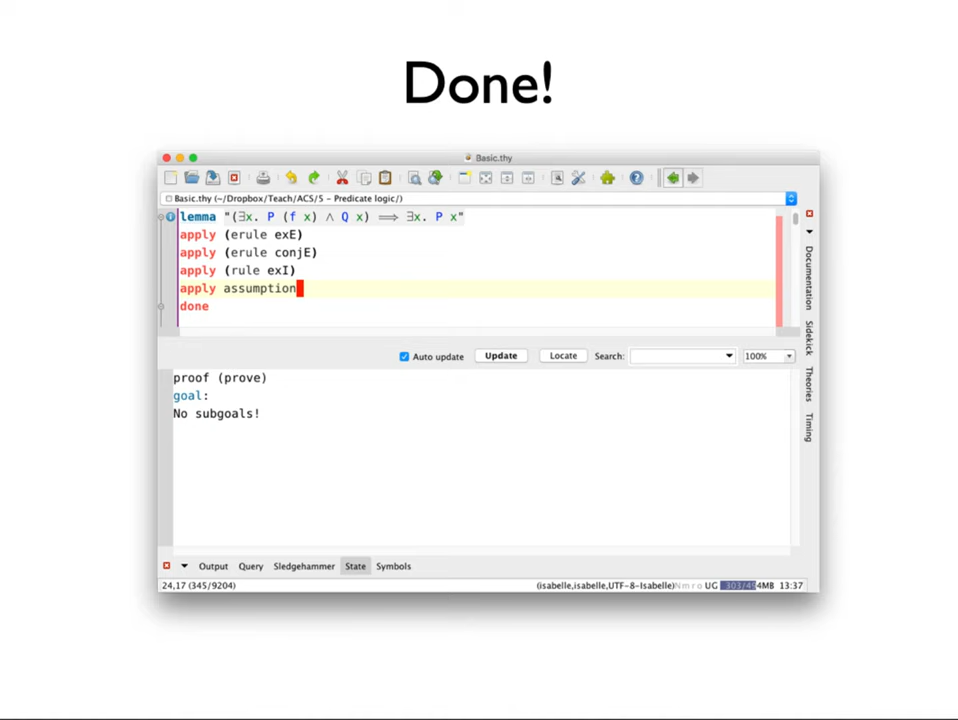 Done!
Basic.thy
Basic.thy (~/Dropbox/Teach/ACS/5 - Predicate logic/)
lemma "(∃x. P (f x) ∧ Q x) ⟹ ∃x. P x"
apply (erule exE)
apply (erule conjE)
apply (rule exI)
apply assumption
done
Documentation
Sidekick
Theories
Timing
Auto update
Update
Locate
Search:
100%
proof (prove)
goal:
No subgoals!
Output
Query
Sledgehammer
State
Symbols
24,17 (345/9204)
(isabelle,isabelle,UTF-8-Isabelle)Nmro UG 4MB 13:37